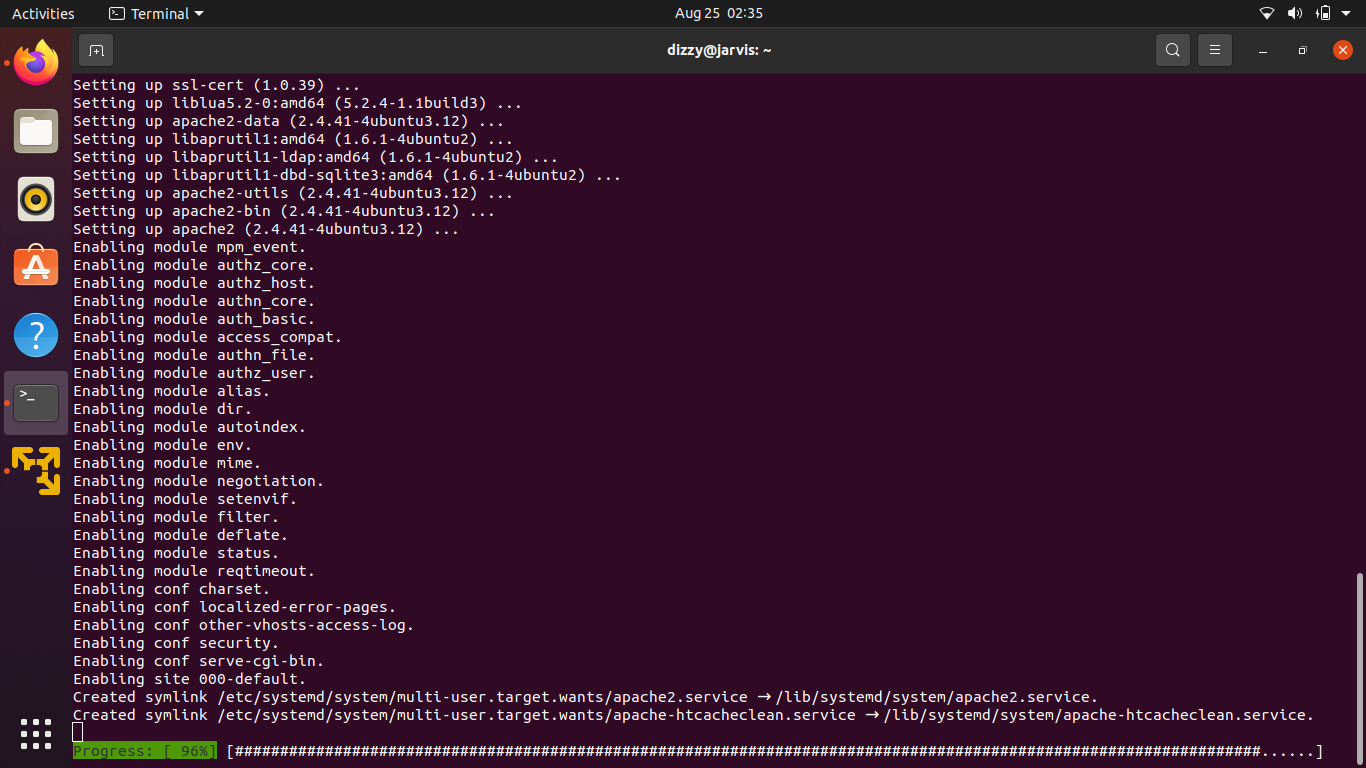 Activities Terminal Aug 25 02:35
dizzy@jarvis: ~
Setting up ssl-cert (1.0.39) ...
Setting up liblua5.2-0:amd64 (5.2.4-1.1build3) ...
Setting up apache2-data (2.4.41-4ubuntu3.12) ...
Setting up libaprutil1:amd64 (1.6.1-4ubuntu2) ...
Setting up libaprutil1-ldap:amd64 (1.6.1-4ubuntu2) ...
Setting up libaprutil1-dbd-sqlite3:amd64 (1.6.1-4ubuntu2) ...
Setting up apache2-utils (2.4.41-4ubuntu3.12) ...
Setting up apache2-bin (2.4.41-4ubuntu3.12) ...
Setting up apache2 (2.4.41-4ubuntu3.12) ...
Enabling module mpm_event.
Enabling module authz_core.
Enabling module authz_host.
Enabling module authn_core.
Enabling module auth_basic.
Enabling module access_compat.
Enabling module authn_file.
Enabling module authz_user.
Enabling module alias.
Enabling module dir.
Enabling module autoindex.
Enabling module env.
Enabling module mime.
Enabling module negotiation.
Enabling module setenvif.
Enabling module filter.
Enabling module deflate.
Enabling module status.
Enabling module reqtimeout.
Enabling conf charset.
Enabling conf localized-error-pages.
Enabling conf other-vhosts-access-log.
Enabling conf security.
Enabling conf serve-cgi-bin.
Enabling site 000-default.
Created symlink /etc/systemd/system/multi-user.target.wants/apache2.service → /lib/systemd/system/apache2.service.
Created symlink /etc/systemd/system/multi-user.target.wants/apache-htcacheclean.service → /lib/systemd/system/apache-htcacheclean.service.
Progress: [ 96%] [##################################################################################################################......]